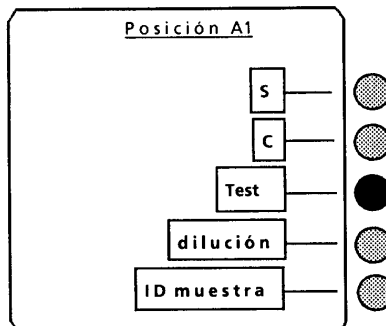 Posición A1
S
C
Test
dilución
ID muestra